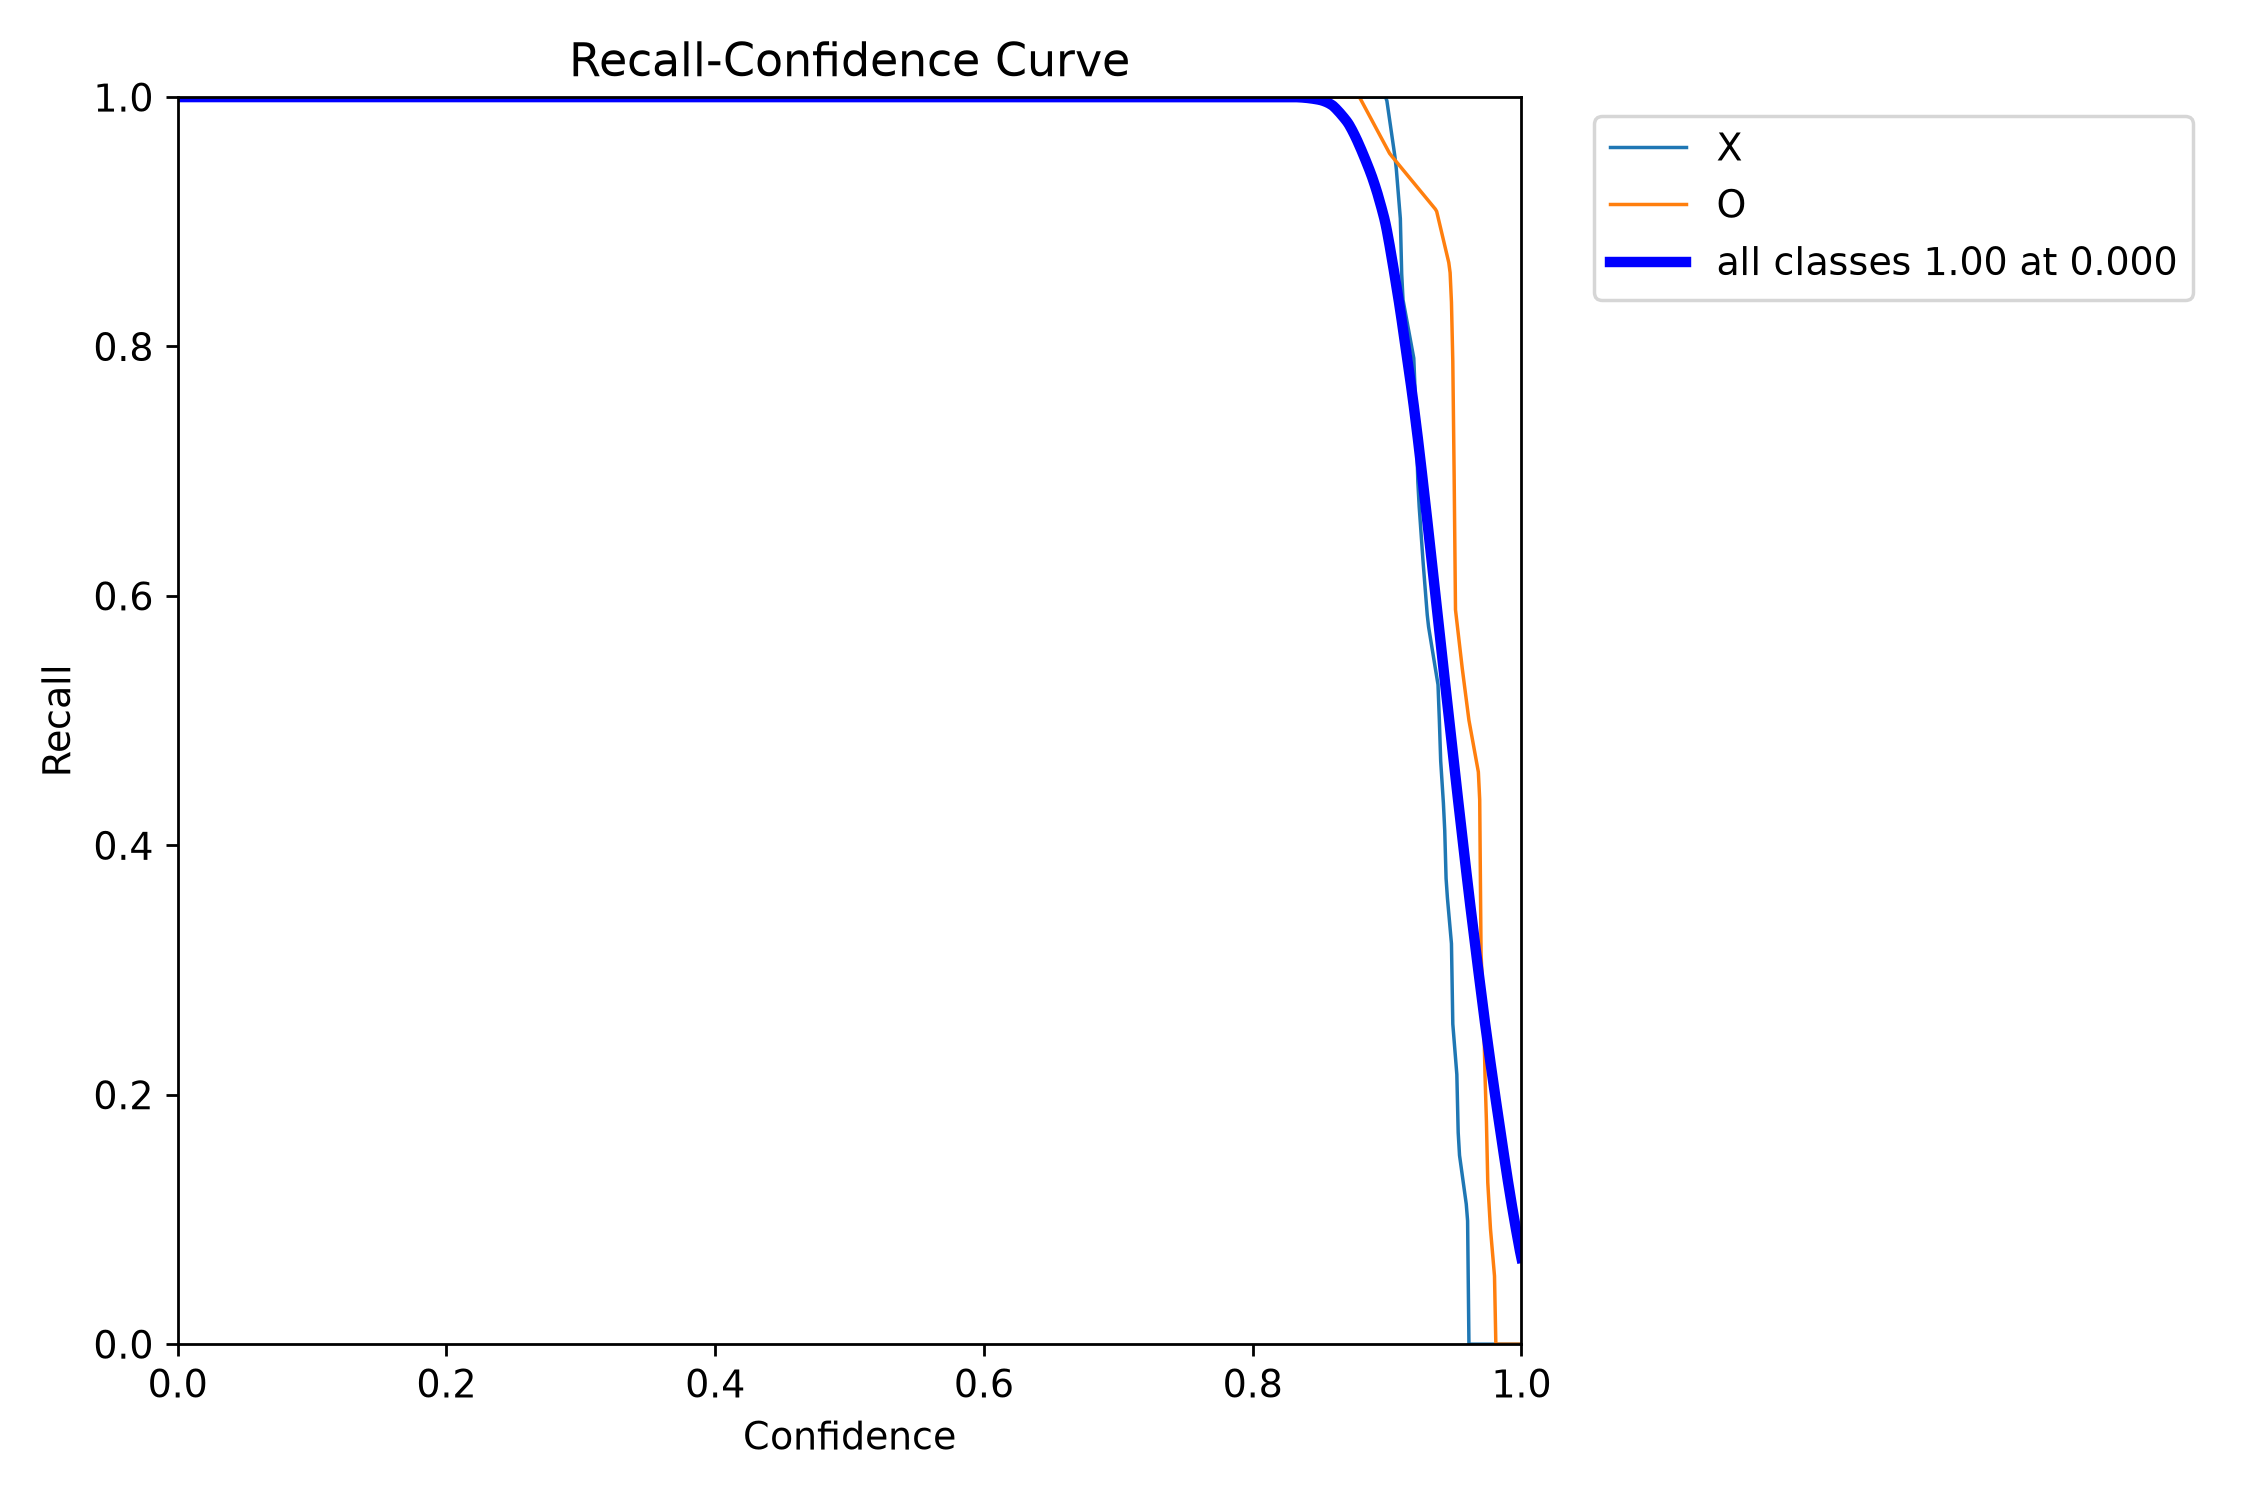 Recall-Confidence Curve
1.0
0.8
0.6
0.4
0.2
0.0
Recall
0.0 0.2 0.4 0.6 0.8 1.0
Confidence
X
O
all classes 1.00 at 0.000